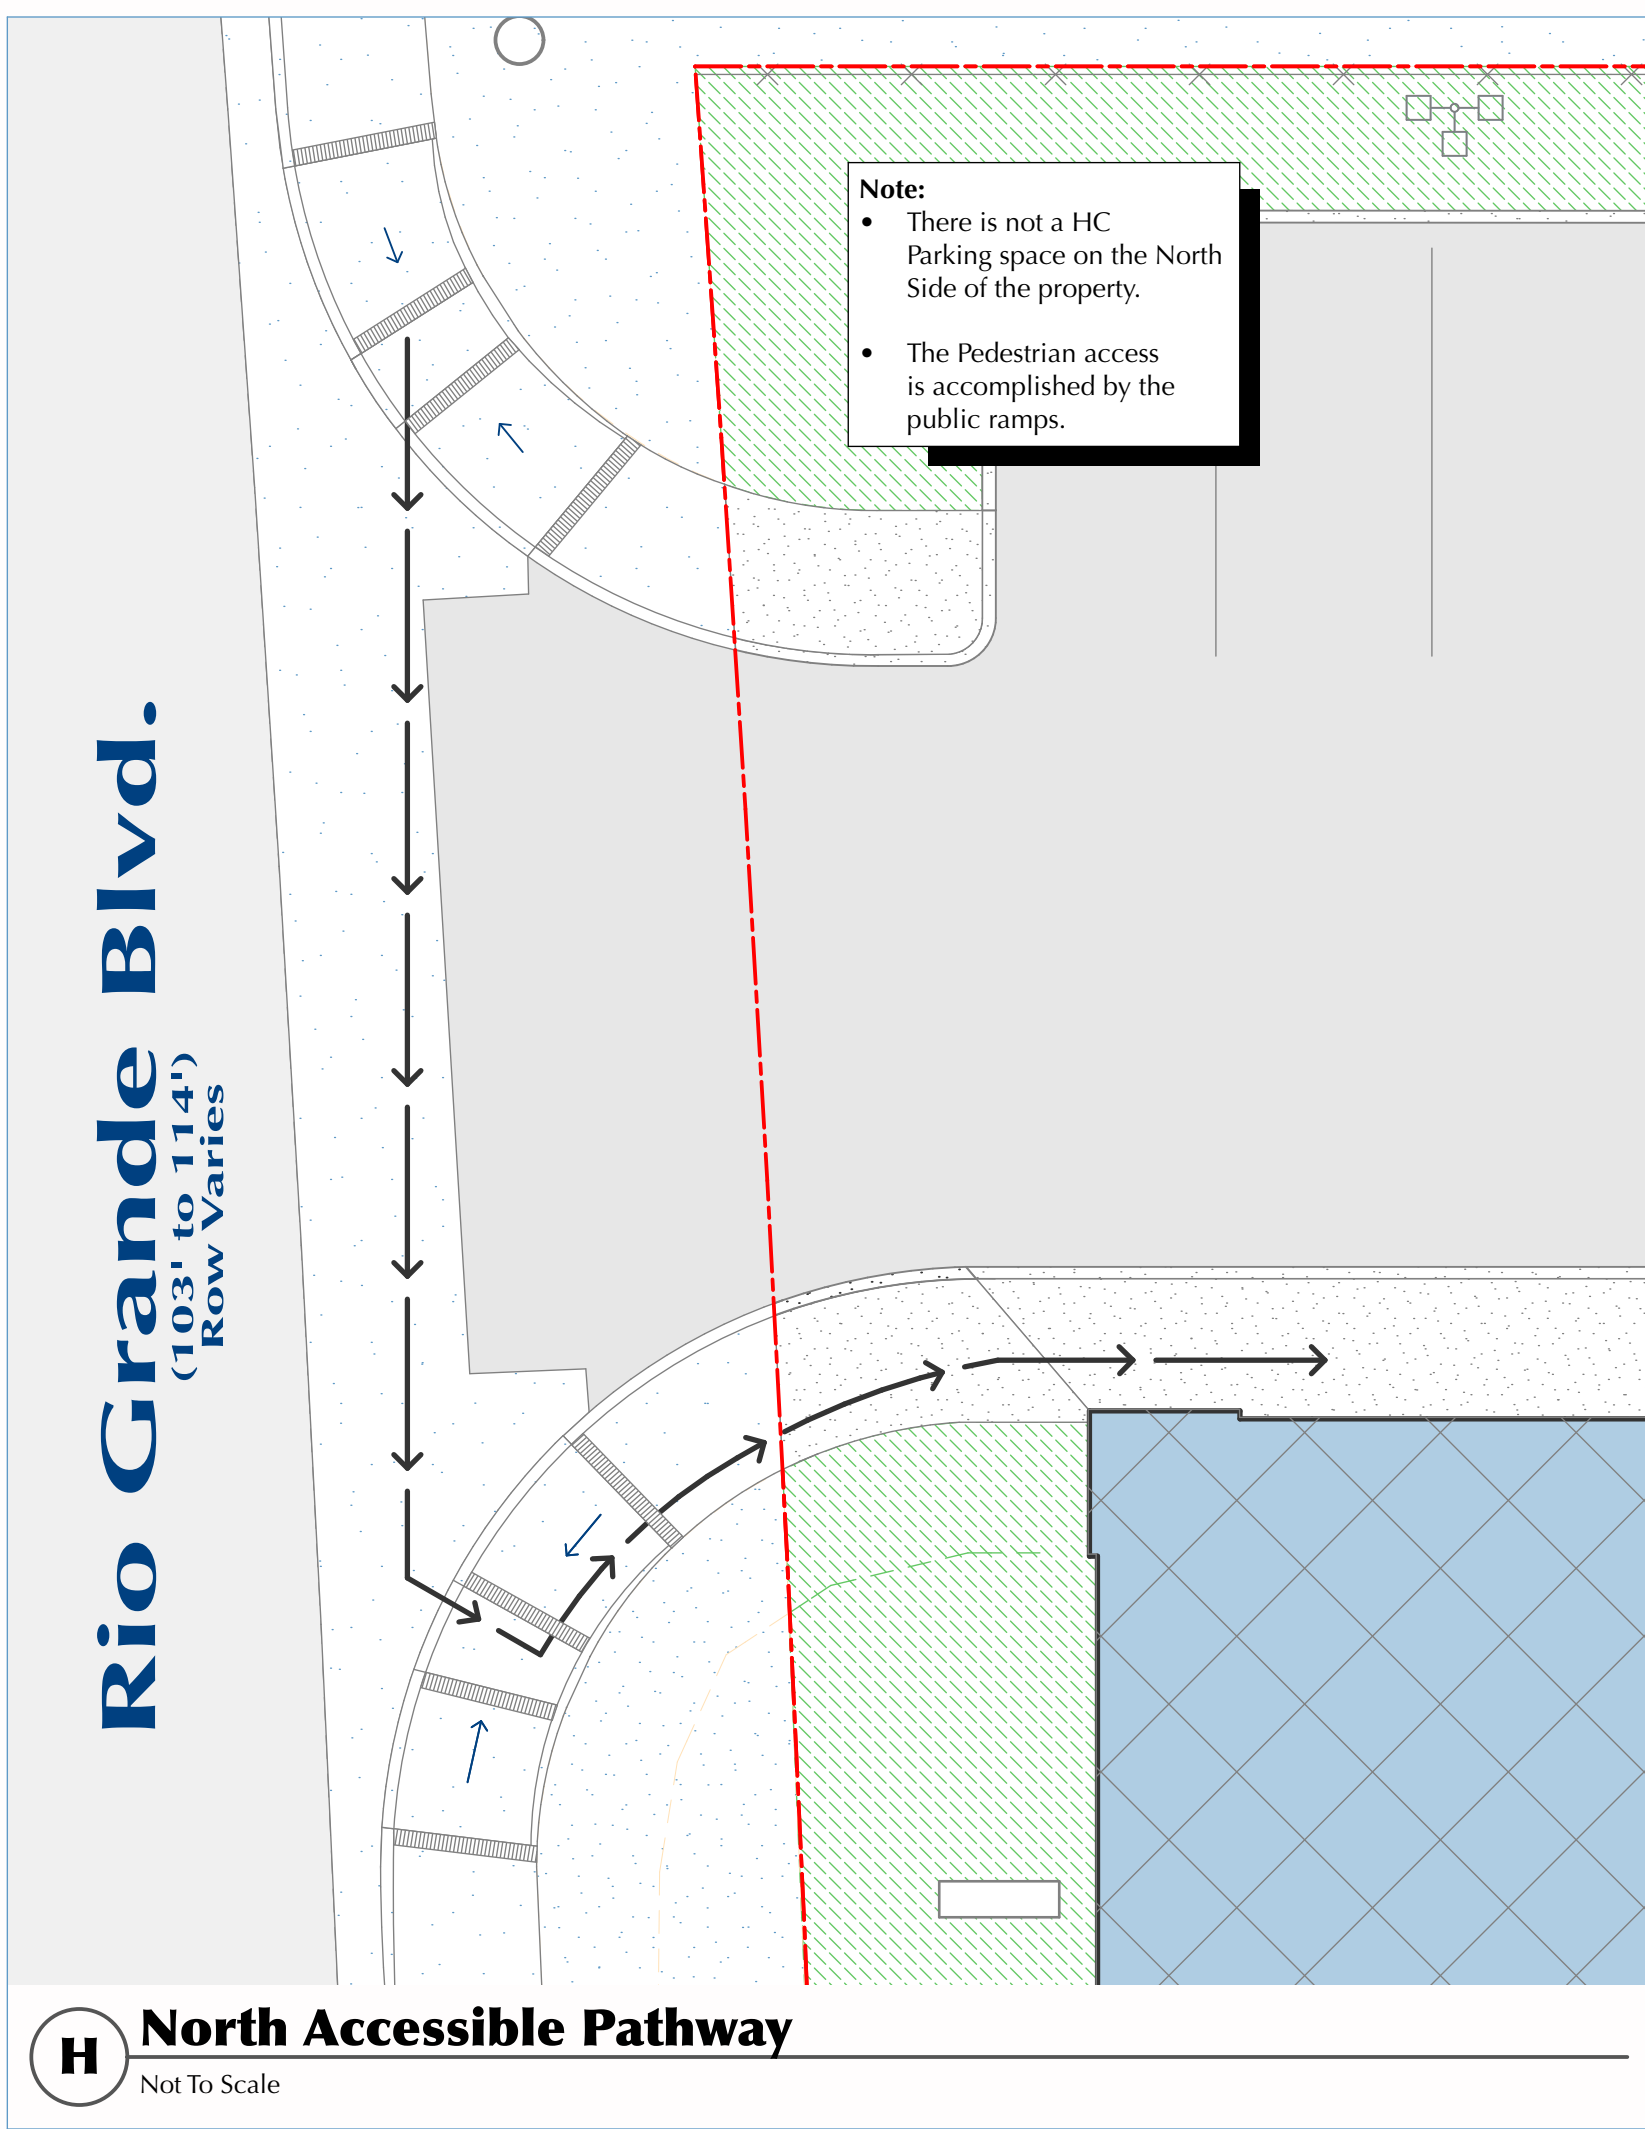 Note:
• There is not a HC
Parking space on the North
Side of the property.
• The Pedestrian access
is accomplished by the
public ramps.
Rio Grande Blvd.
(103' to 114')
Row Varies
H
North Accessible Pathway
Not To Scale